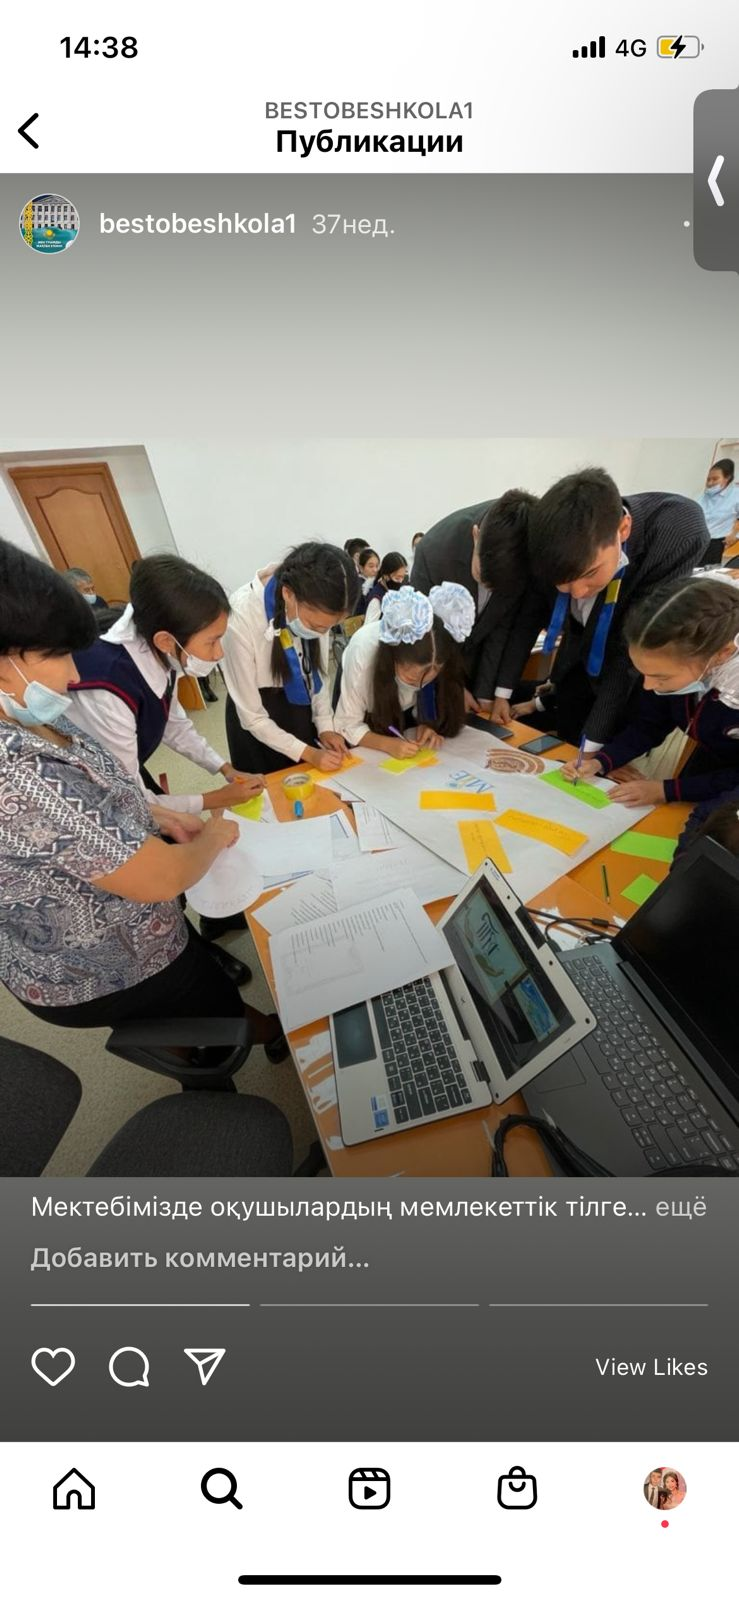 14:38
4G
BESTOBESHKOLA1
Публикации
bestobeshkola1 37нед.
Мектебімізде оқушылардың мемлекеттік тілге... ещё
Добавить комментарий...
View Likes